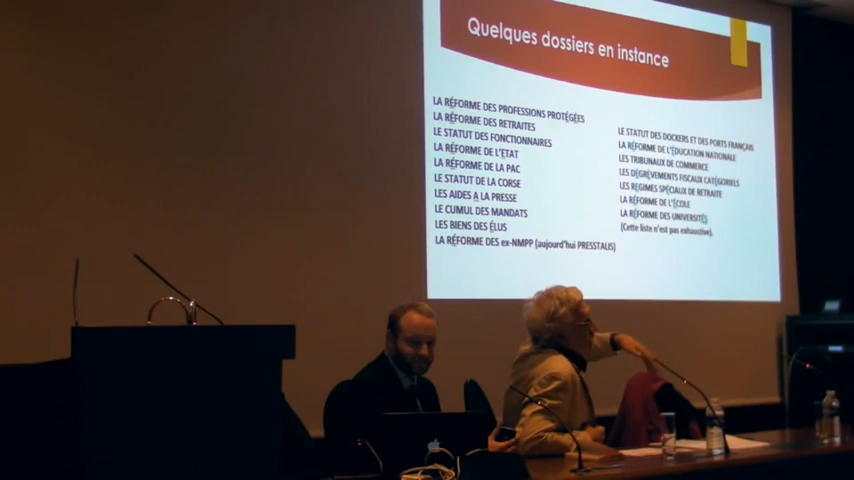 Quelques dossiers en instance
LA RÉFORME DES PROFESSIONS PROTÉGÉES
LA RÉFORME DES RETRAITES
LE STATUT DES FONCTIONNAIRES
LA RÉFORME DE L'ETAT
LA RÉFORME DE LA PAC
LE STATUT DE LA CORSE
LES AIDES A LA PRESSE
LE CUMUL DES MANDATS
LES BIENS DES ÉLUS
LA RÉFORME DES ex-NMPP (aujourd'hui PRESSTALIS)
LE STATUT DES DOCKERS ET DES PORTS FRANÇAIS
LA RÉFORME DE L'ÉDUCATION NATIONALE
LES TRIBUNAUX DE COMMERCE
LES DÉGRÈVEMENTS FISCAUX CATÉGORIELS
LES RÉGIMES SPÉCIAUX DE RETRAITE
LA RÉFORME DE L'ÉCOLE
LA RÉFORME DES UNIVERSITÉS
(Cette liste n'est pas exhaustive).